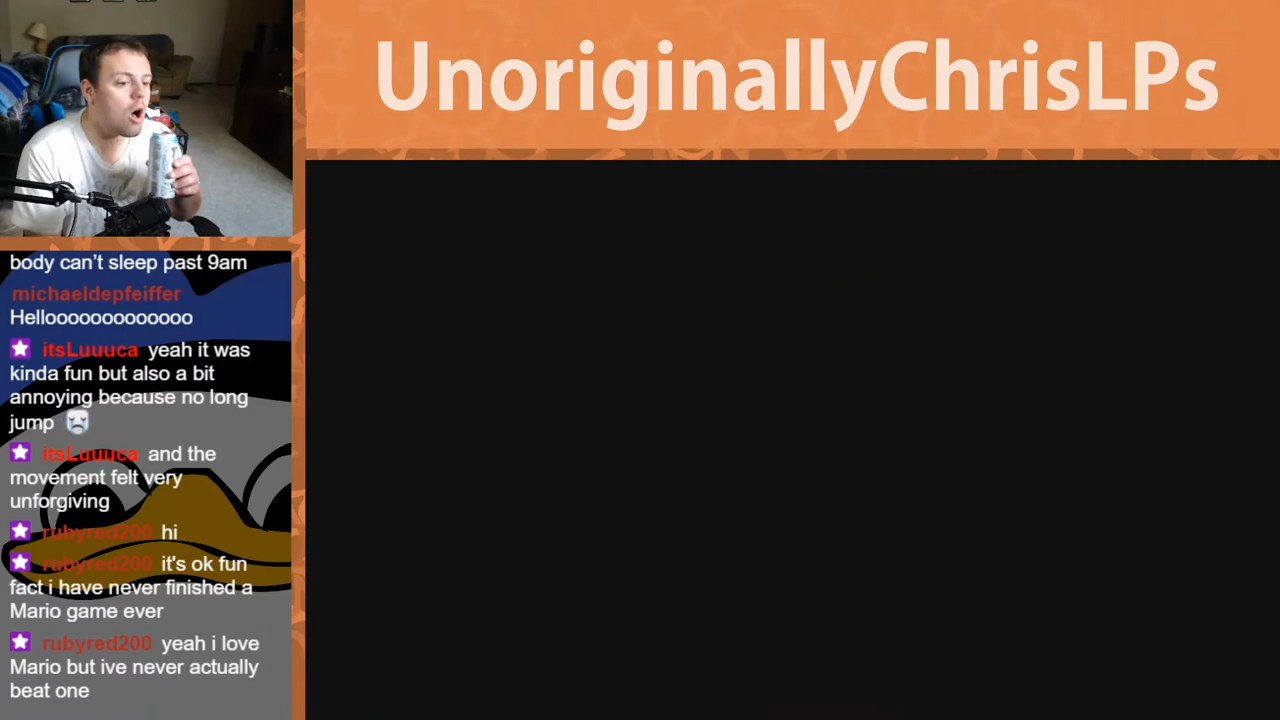 UnoriginallyChrisLPs
body can't sleep past 9am
michaeldepfeiffer
Hellooooooooooooo
itsLuuuca yeah it was
kinda fun but also a bit
annoying because no long
jump
itsLuuuca and the
movement felt very
unforgiving
rubyred200 hi
rubyred200 it's ok fun
fact i have never finished a
Mario game ever
rubyred200 yeah i love
Mario but ive never actually
beat one